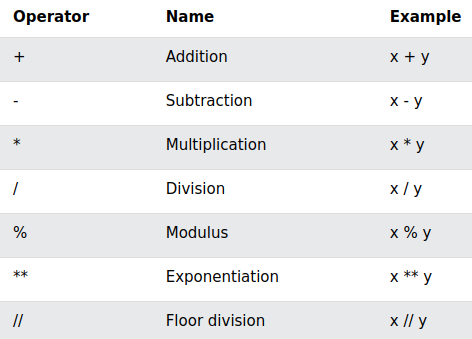 Operator Name Example
+ Addition x + y
- Subtraction x - y
* Multiplication x * y
/ Division x / y
% Modulus x % y
** Exponentiation x ** y
// Floor division x // y